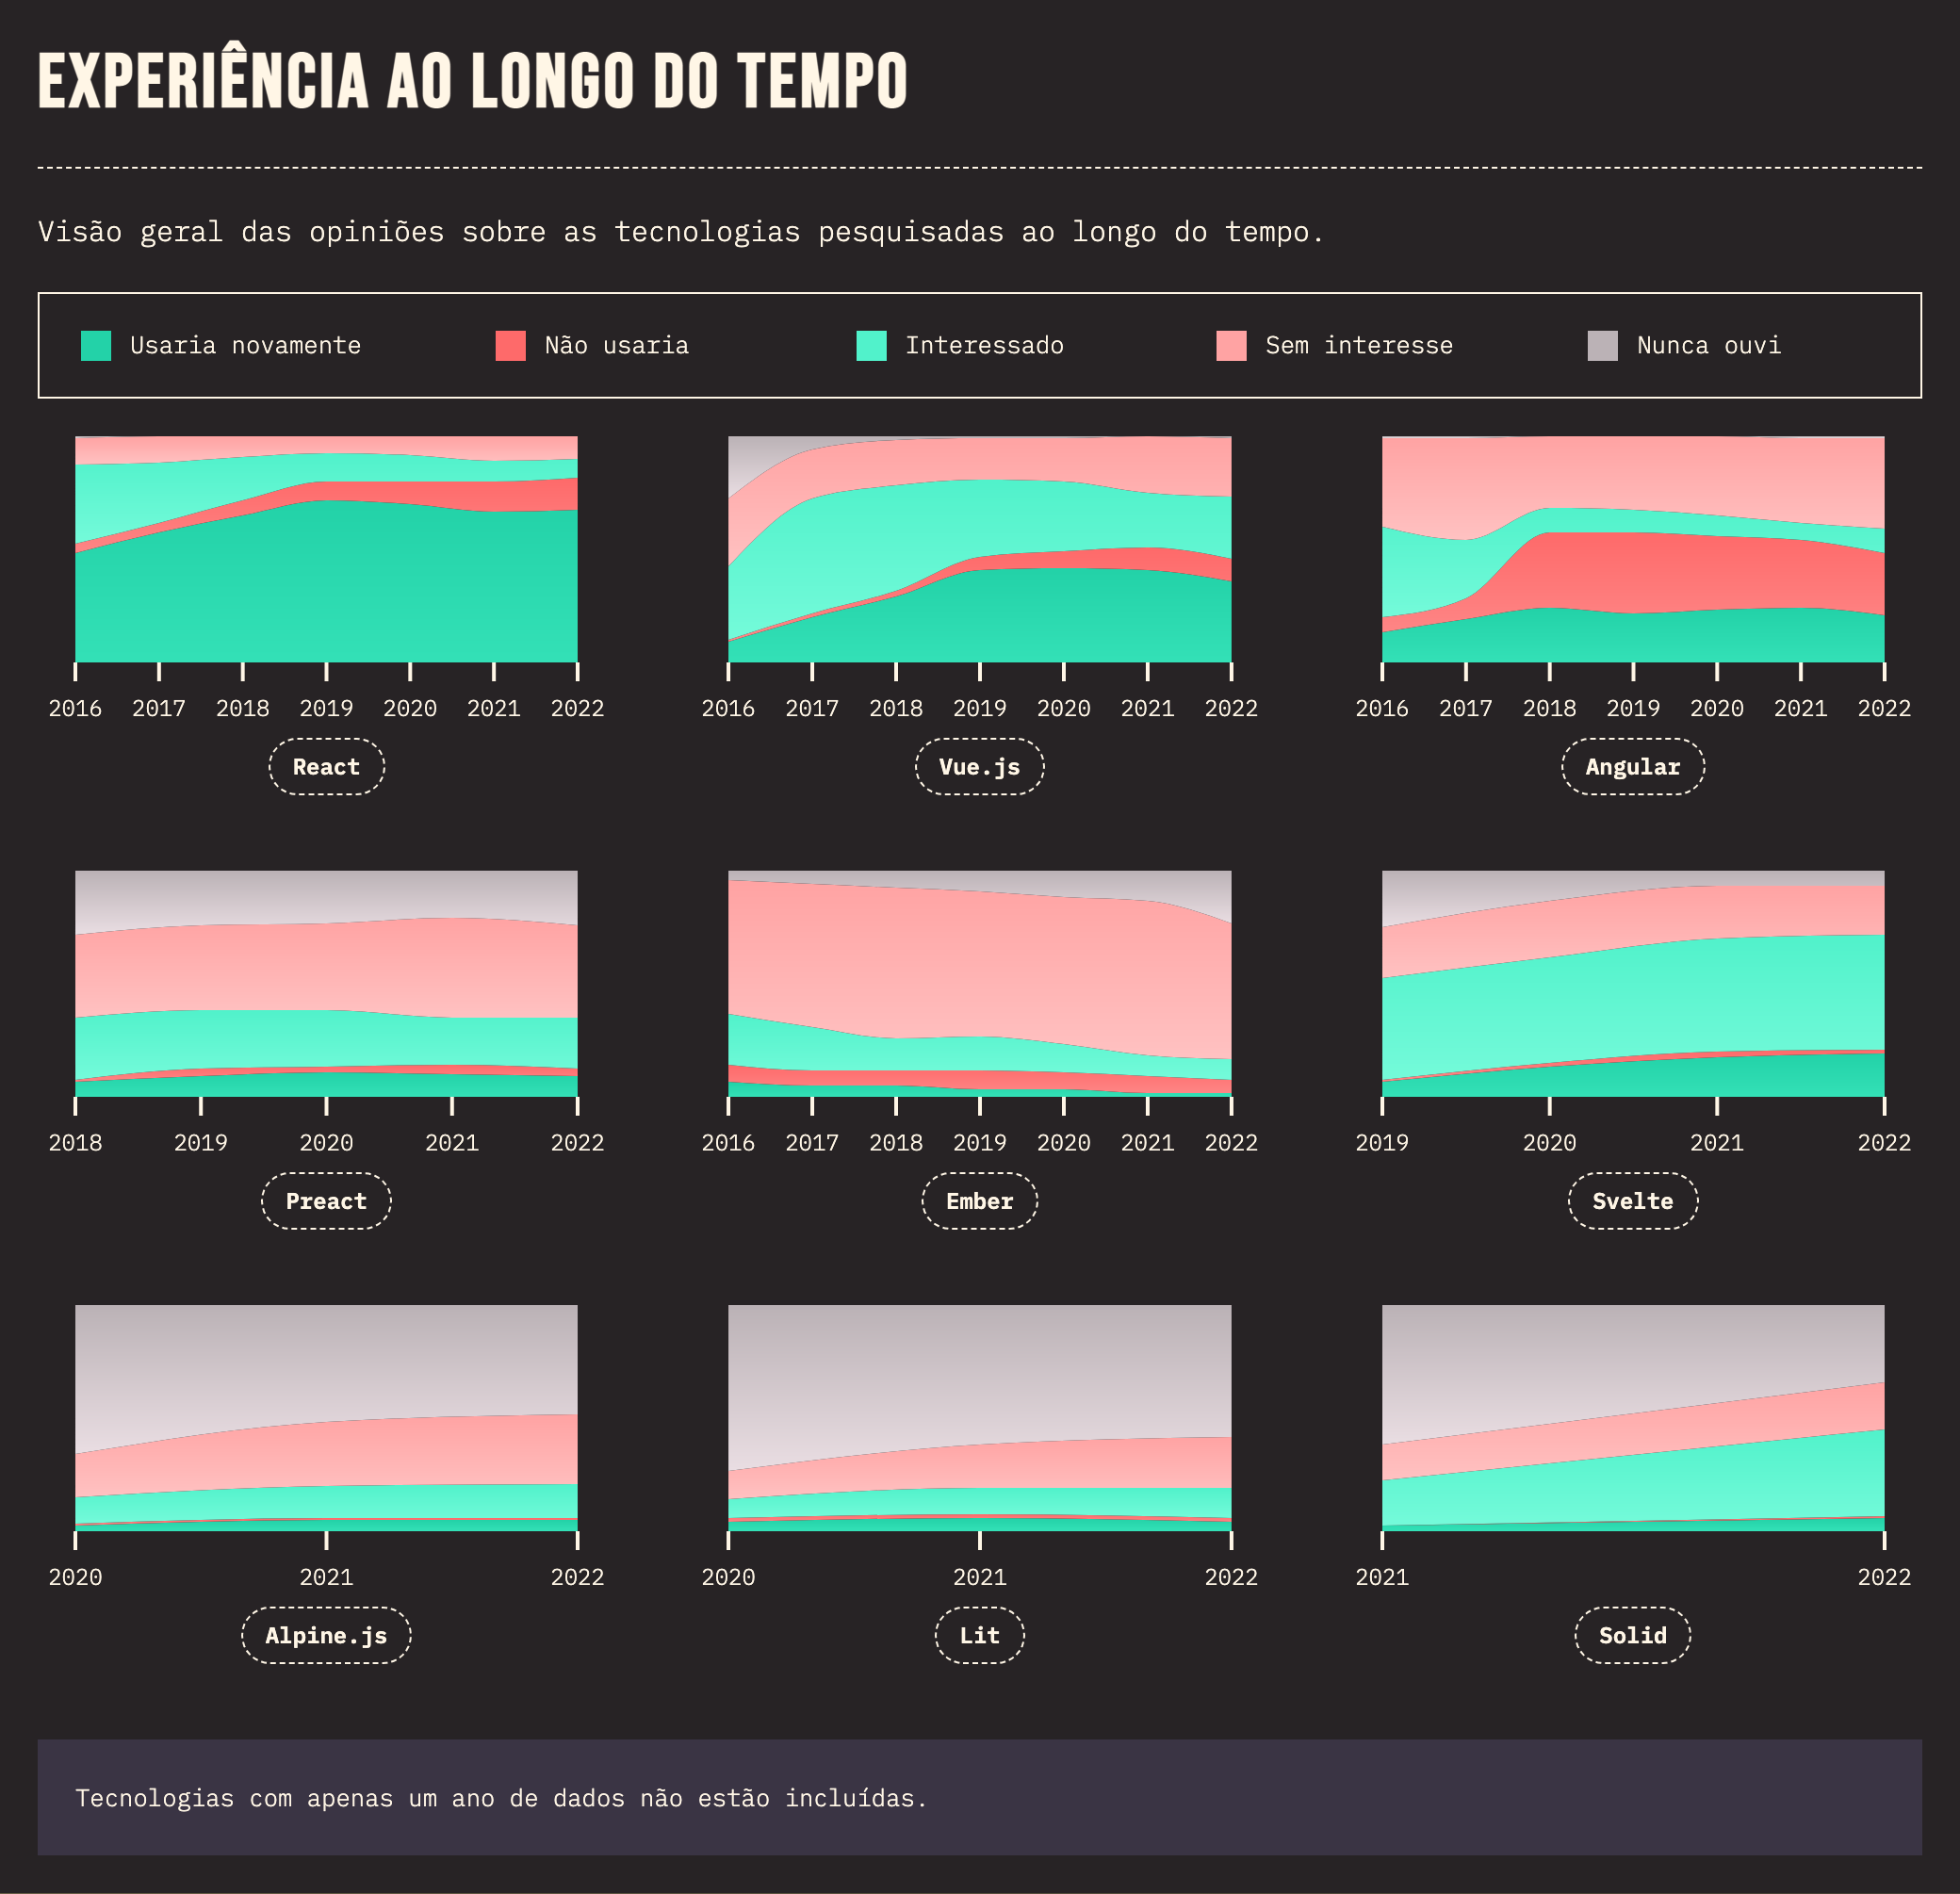 EXPERIÊNCIA AO LONGO DO TEMPO
Visão geral das opiniões sobre as tecnologias pesquisadas ao longo do tempo.
Usaria novamente Não usaria Interessado Sem interesse Nunca ouvi
2016 2017 2018 2019 2020 2021 2022
React
2016 2017 2018 2019 2020 2021 2022
Vue.js
2016 2017 2018 2019 2020 2021 2022
Angular
2018 2019 2020 2021 2022
Preact
2016 2017 2018 2019 2020 2021 2022
Ember
2019 2020 2021 2022
Svelte
2020 2021 2022
Alpine.js
2020 2021 2022
Lit
2021 2022
Solid
Tecnologias com apenas um ano de dados não estão incluídas.